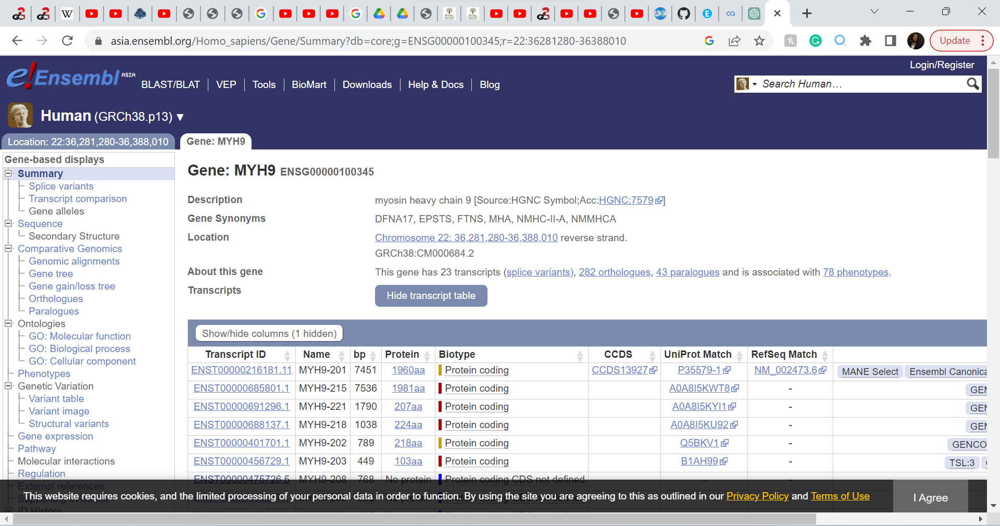 asia.ensembl.org/Homo_sapiens/Gene/Summary?db=core;g=ENSG00000100345;r=22:36281280-36388010
Update
Login/Register
e!Ensembl ASIA
BLAST/BLAT | VEP | Tools | BioMart | Downloads | Help & Docs | Blog
Search Human...
Human (GRCh38.p13) ▼
Location: 22:36,281,280-36,388,010
Gene: MYH9
Gene-based displays
Summary
Splice variants
Transcript comparison
Gene alleles
Sequence
Secondary Structure
Comparative Genomics
Genomic alignments
Gene tree
Gene gain/loss tree
Orthologues
Paralogues
Ontologies
GO: Molecular function
GO: Biological process
GO: Cellular component
Phenotypes
Genetic Variation
Variant table
Variant image
Structural variants
Gene expression
Pathway
Molecular interactions
Regulation
External references
ID History
Gene: MYH9 ENSG00000100345
Description myosin heavy chain 9 [Source:HGNC Symbol;Acc:HGNC:7579]
Gene Synonyms DFNA17, EPSTS, FTNS, MHA, NMHC-II-A, NMMHCA
Location Chromosome 22: 36,281,280-36,388,010 reverse strand.
GRCh38:CM000684.2
About this gene This gene has 23 transcripts (splice variants), 282 orthologues, 43 paralogues and is associated with 78 phenotypes.
Transcripts Hide transcript table
Show/hide columns (1 hidden)
Transcript ID Name bp Protein Biotype CCDS UniProt Match RefSeq Match
ENST00000216181.11 MYH9-201 7451 1960aa Protein coding CCDS13927 P35579-1 NM_002473.6 MANE Select Ensembl Canonica
ENST00000685801.1 MYH9-215 7536 1981aa Protein coding A0A8I5KWT8 - GEN
ENST00000691296.1 MYH9-221 1790 207aa Protein coding A0A8I5KYI1 - GEN
ENST00000688137.1 MYH9-218 1038 224aa Protein coding A0A8I5KU92 - GEN
ENST00000401701.1 MYH9-202 789 218aa Protein coding Q5BKV1 - GENCO
ENST00000456729.1 MYH9-203 449 103aa Protein coding B1AH99 - TSL:3
ENST00000475726.5 MYH9-208 768 No protein Protein coding CDS not defined - -
This website requires cookies, and the limited processing of your personal data in order to function. By using the site you are agreeing to this as outlined in our Privacy Policy and Terms of Use
I Agree